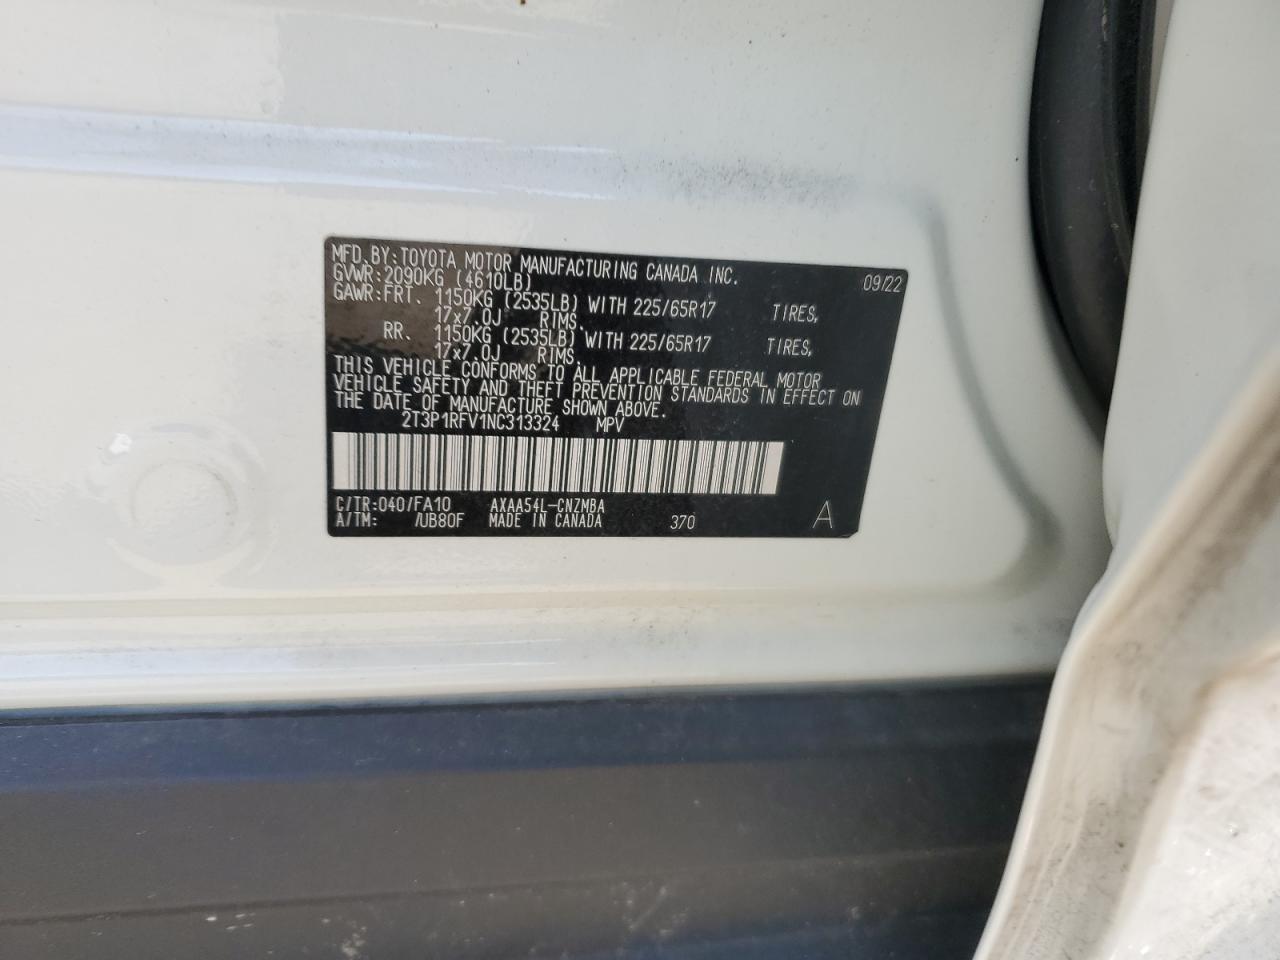 MFD. BY: TOYOTA MOTOR MANUFACTURING CANADA INC. 09/22
GVWR: 2090KG (4610LB)
GAWR: FRT. 1150KG (2535LB) WITH 225/65R17 TIRES,
17x7.0J RIMS.
RR. 1150KG (2535LB) WITH 225/65R17 TIRES,
17x7.0J RIMS.
THIS VEHICLE CONFORMS TO ALL APPLICABLE FEDERAL MOTOR
VEHICLE SAFETY AND THEFT PREVENTION STANDARDS IN EFFECT ON
THE DATE OF MANUFACTURE SHOWN ABOVE.
2T3P1RFV1NC313324 MPV
C/TR: 040/FA10 AXAA54L-CNZMBA
A/TM: /UB80F MADE IN CANADA 370 A